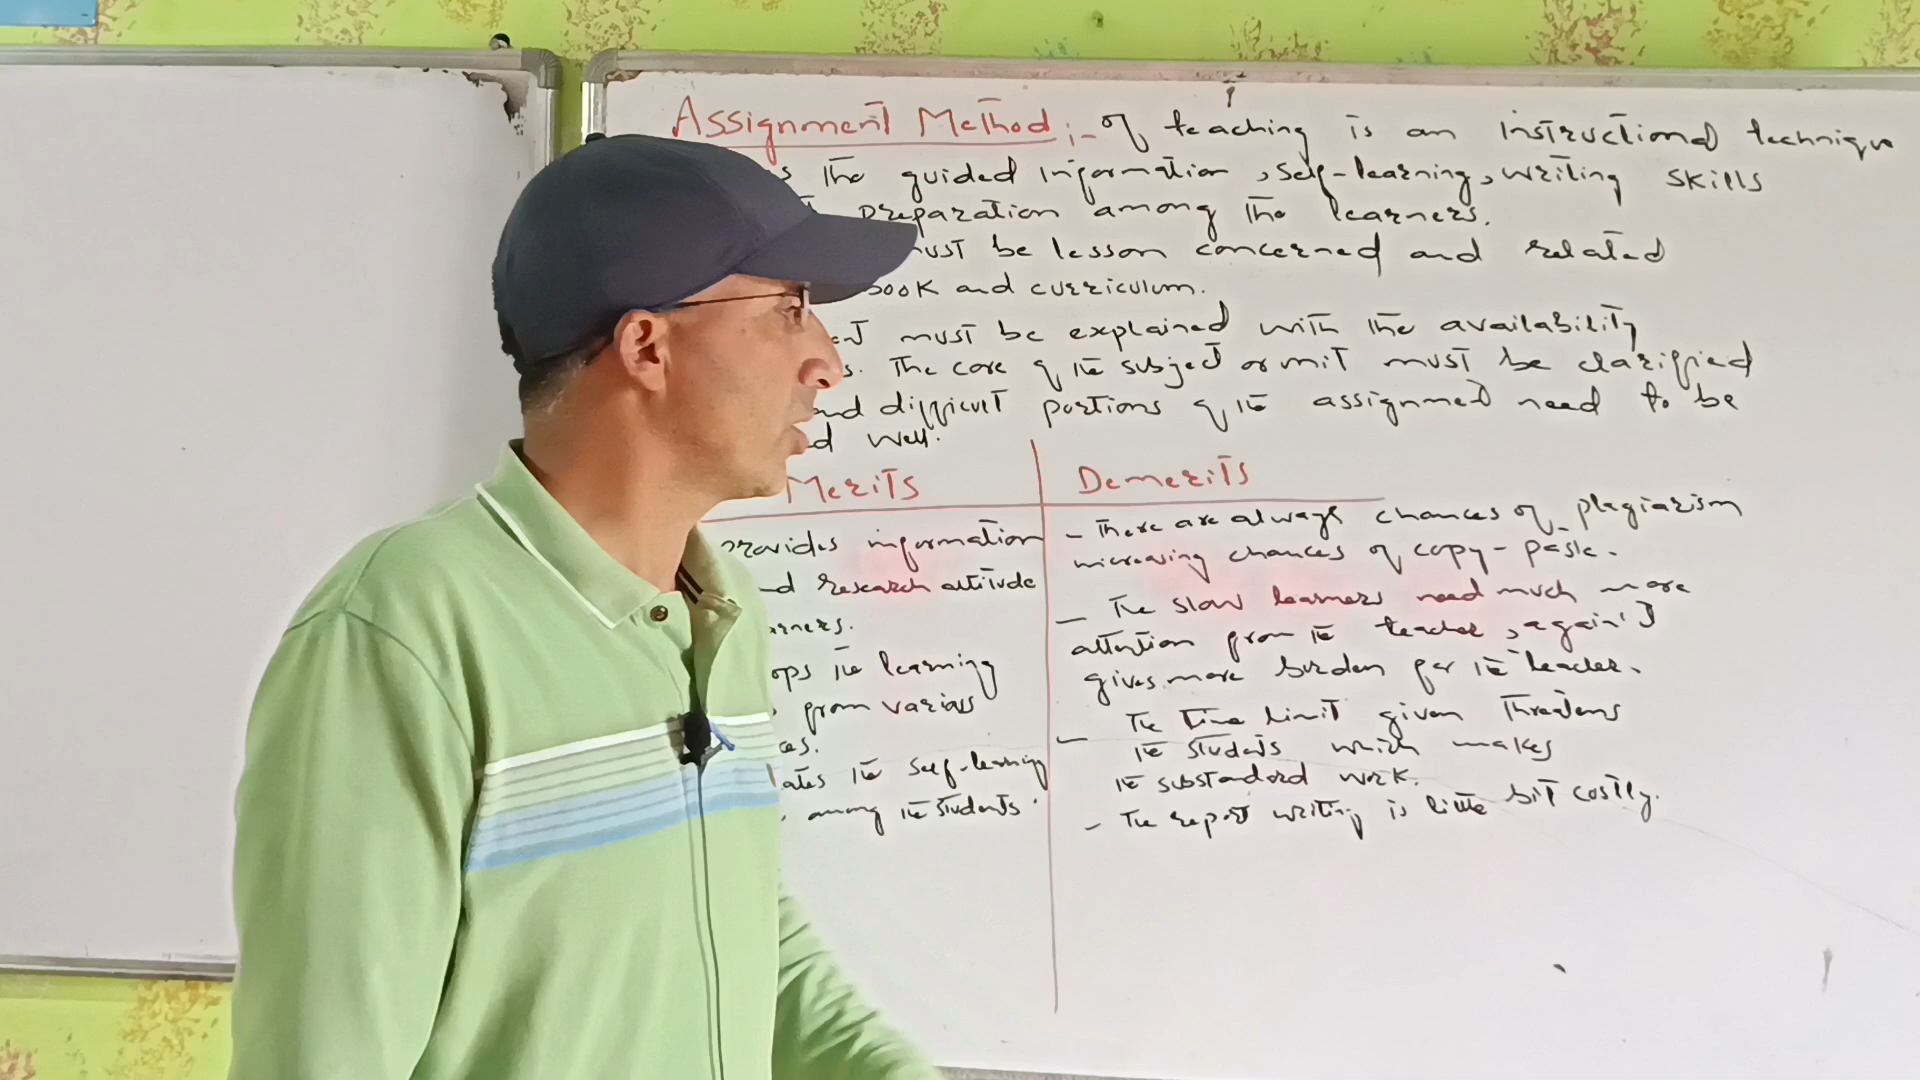 Assignment Method :- of teaching is an instructional technique
the guided information, self-learning, writing skills
preparation among the learners.
must be lesson concerned and related
book and curriculum.
must be explained with the availability
s. The core of the subject or unit must be clarified
and difficult portions of the assignment need to be
well.
Merits
provides information
and research attitude
arners.
ops the learning
from various
ces.
ates the self-learning
among the students.
Demerits
- There are always chances of plagiarism
increasing chances of copy-paste.
- The slow learners need much more
attention from the teacher, again
gives more burden for the teacher.
- The time limit given threatens
the students which makes
the substandard work.
- The report writing is little bit costly.